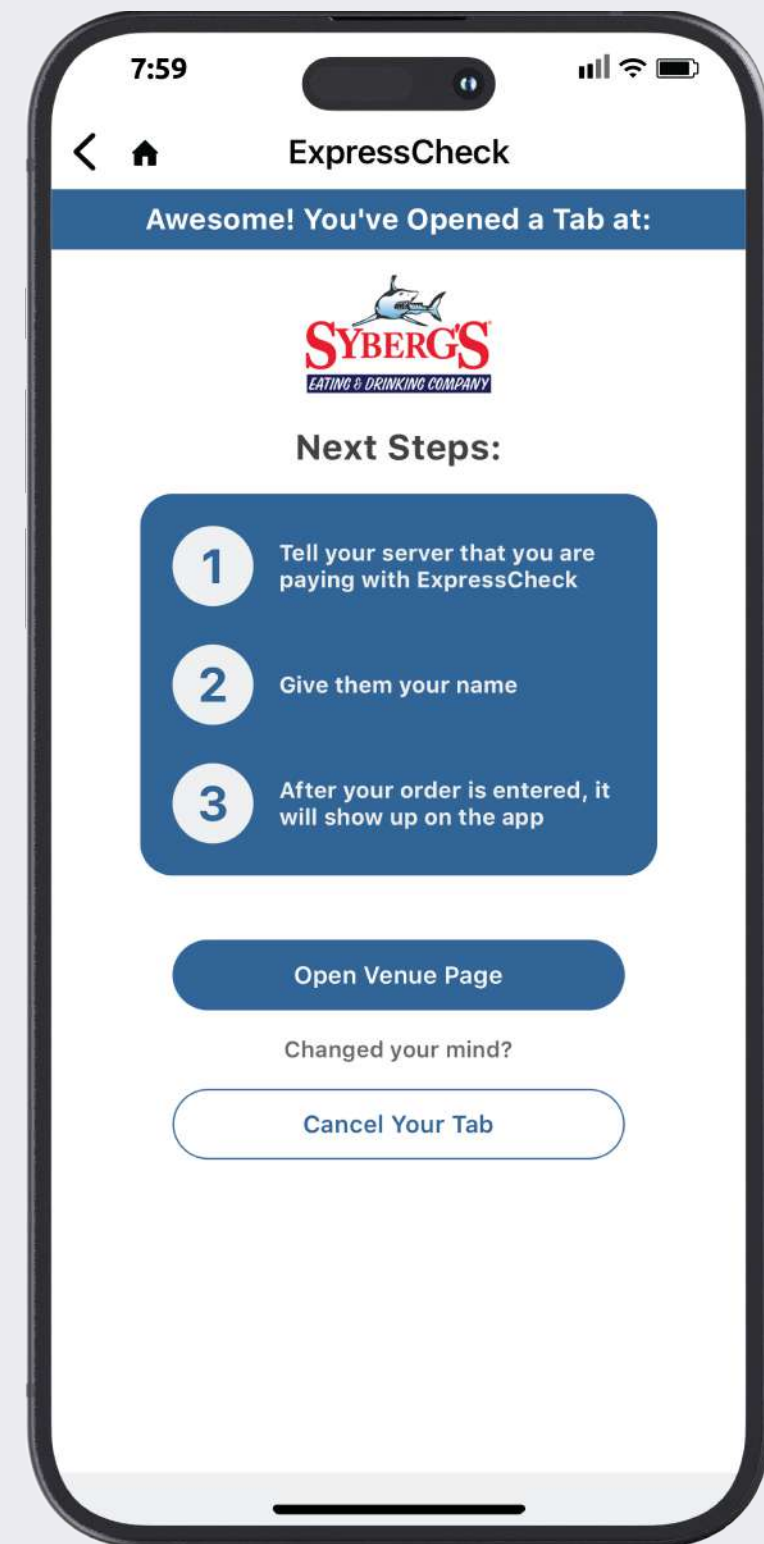 7:59
ExpressCheck
Awesome! You've Opened a Tab at:
SYBERG'S
EATING & DRINKING COMPANY
Next Steps:
1
Tell your server that you are
paying with ExpressCheck
2
Give them your name
3
After your order is entered, it
will show up on the app
Open Venue Page
Changed your mind?
Cancel Your Tab